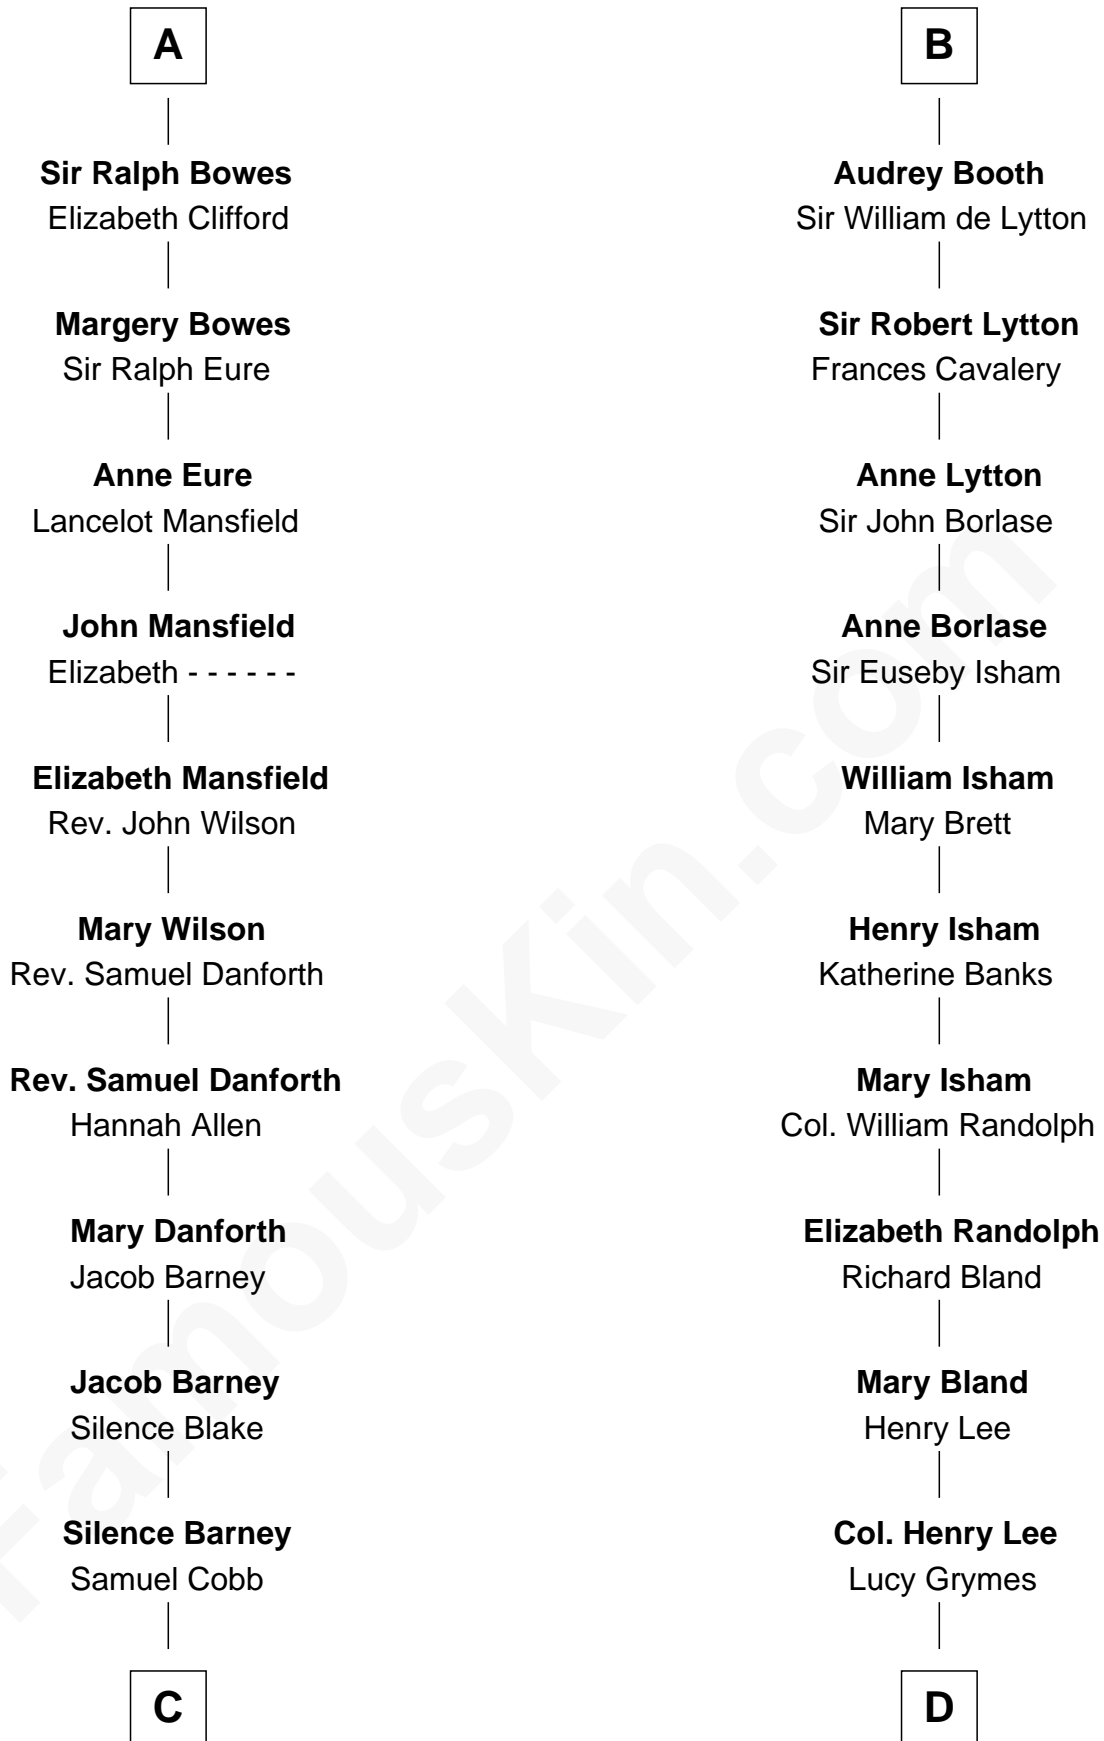 A
Sir Ralph Bowes
Elizabeth Clifford
Margery Bowes
Sir Ralph Eure
Anne Eure
Lancelot Mansfield
John Mansfield
Elizabeth - - - - - -
Elizabeth Mansfield
Rev. John Wilson
Mary Wilson
Rev. Samuel Danforth
Rev. Samuel Danforth
Hannah Allen
Mary Danforth
Jacob Barney
Jacob Barney
Silence Blake
Silence Barney
Samuel Cobb
C
B
Audrey Booth
Sir William de Lytton
Sir Robert Lytton
Frances Cavalery
Anne Lytton
Sir John Borlase
Anne Borlase
Sir Euseby Isham
William Isham
Mary Brett
Henry Isham
Katherine Banks
Mary Isham
Col. William Randolph
Elizabeth Randolph
Richard Bland
Mary Bland
Henry Lee
Col. Henry Lee
Lucy Grymes
D
FamousKin.com